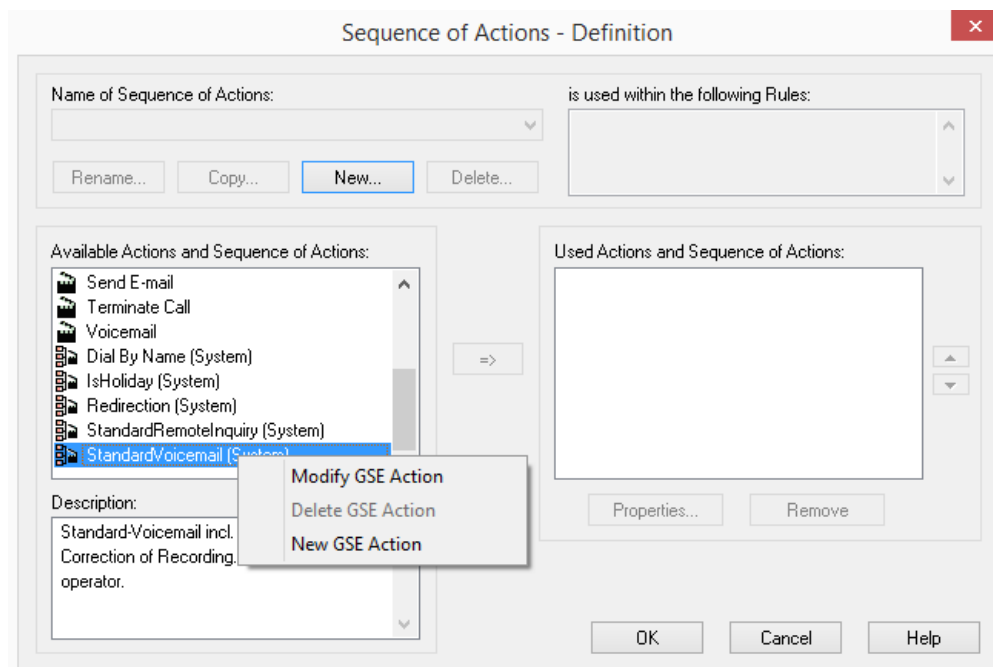 Sequence of Actions - Definition
Name of Sequence of Actions:
is used within the following Rules:
Rename...
Copy...
New...
Delete...
Available Actions and Sequence of Actions:
Used Actions and Sequence of Actions:
Send E-mail
Terminate Call
Voicemail
=>
Dial By Name (System)
IsHoliday (System)
Redirection (System)
StandardRemoteInquiry (System)
StandardVoicemail (System)
Modify GSE Action
Delete GSE Action
New GSE Action
Properties...
Remove
Description:
Standard-Voicemail incl.
Correction of Recording.
operator.
OK
Cancel
Help